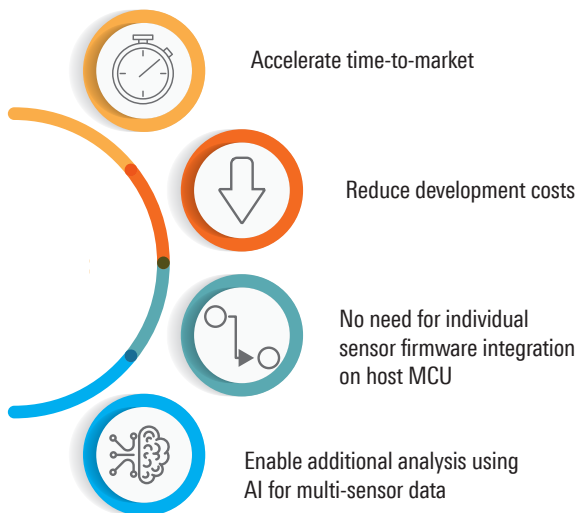 Accelerate time-to-market
Reduce development costs
No need for individual
sensor firmware integration
on host MCU
Enable additional analysis using
AI for multi-sensor data